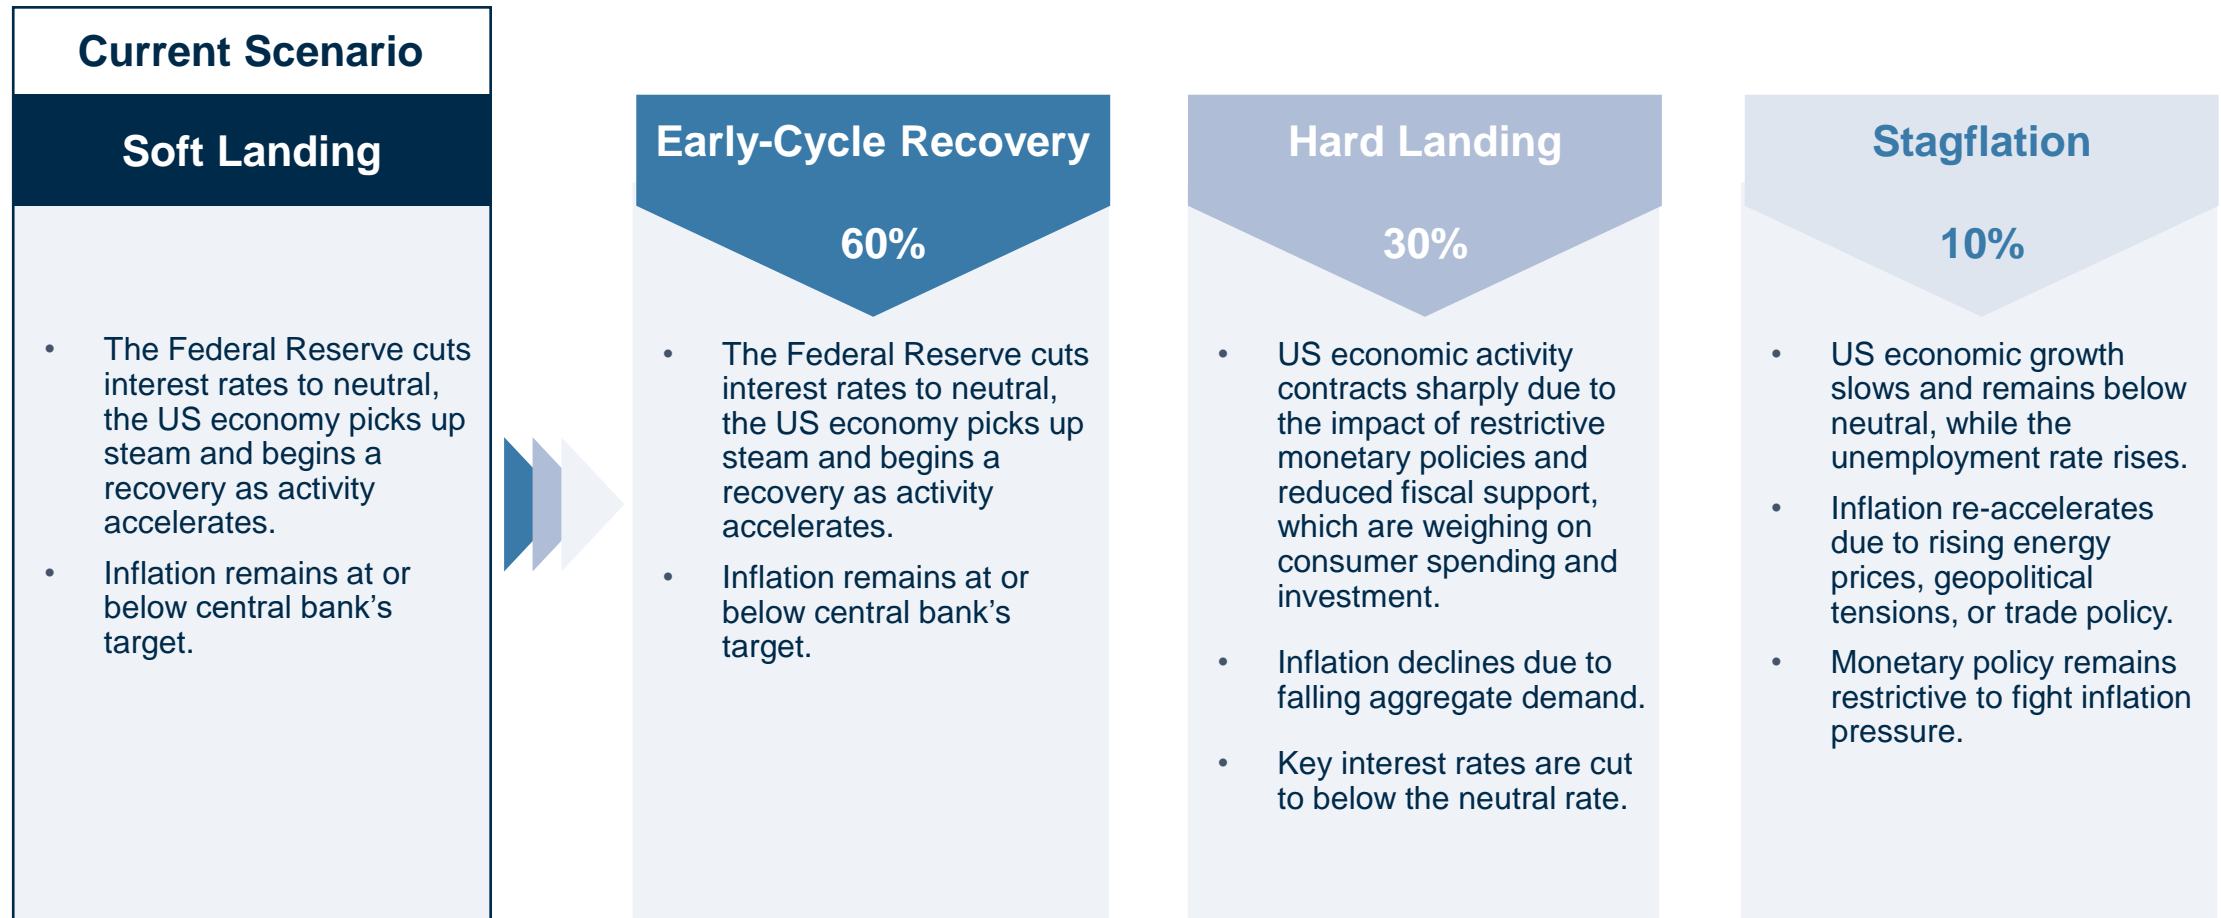 Current Scenario
Soft Landing
• The Federal Reserve cuts
interest rates to neutral,
the US economy picks up
steam and begins a
recovery as activity
accelerates.
• Inflation remains at or
below central bank’s
target.
Early-Cycle Recovery
60%
• The Federal Reserve cuts
interest rates to neutral,
the US economy picks up
steam and begins a
recovery as activity
accelerates.
• Inflation remains at or
below central bank’s
target.
Hard Landing
30%
• US economic activity
contracts sharply due to
the impact of restrictive
monetary policies and
reduced fiscal support,
which are weighing on
consumer spending and
investment.
• Inflation declines due to
falling aggregate demand.
• Key interest rates are cut
to below the neutral rate.
Stagflation
10%
• US economic growth
slows and remains below
neutral, while the
unemployment rate rises.
• Inflation re-accelerates
due to rising energy
prices, geopolitical
tensions, or trade policy.
• Monetary policy remains
restrictive to fight inflation
pressure.